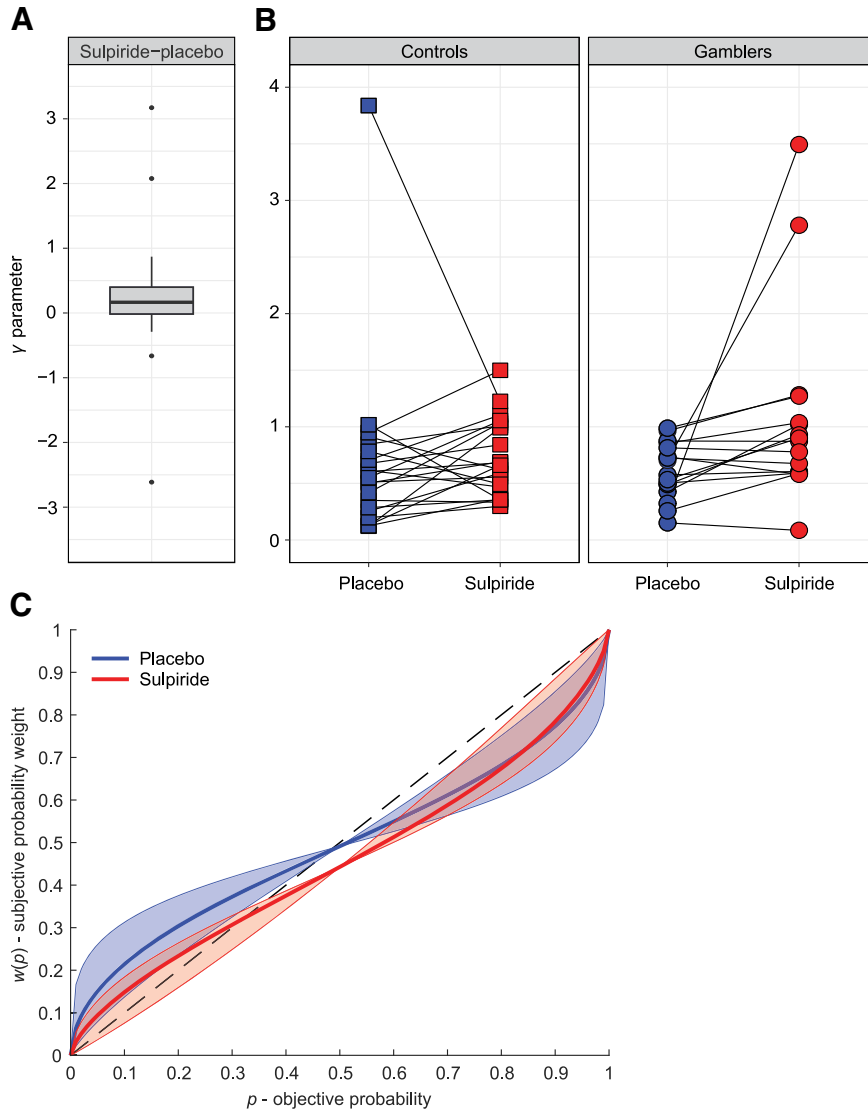 A
B
Sulpiride−placebo
Controls
Gamblers
γ parameter
3
2
1
0
−1
−2
−3
4
3
2
1
0
Placebo
Sulpiride
Placebo
Sulpiride
C
Placebo
Sulpiride
w(p) - subjective probability weight
1
0.9
0.8
0.7
0.6
0.5
0.4
0.3
0.2
0.1
0
0 0.1 0.2 0.3 0.4 0.5 0.6 0.7 0.8 0.9 1
p - objective probability